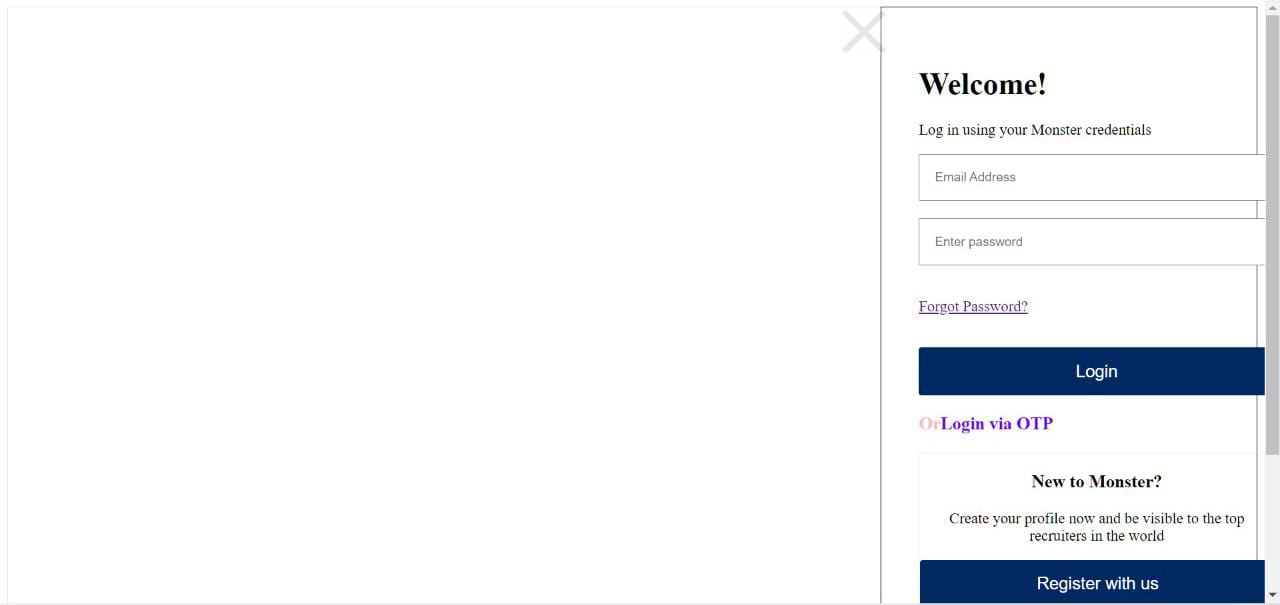 Welcome!
Log in using your Monster credentials
Email Address
Enter password
Forgot Password?
Login
OrLogin via OTP
New to Monster?
Create your profile now and be visible to the top
recruiters in the world
Register with us